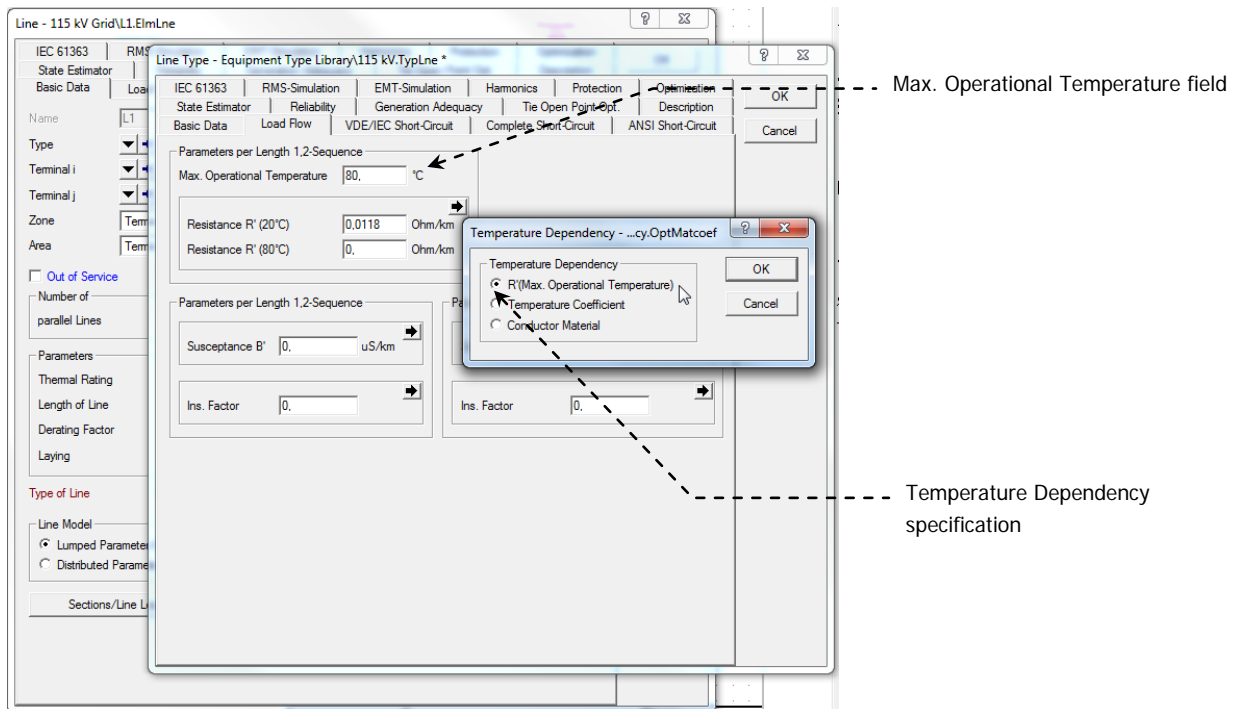 Line - 115 kV Grid\L1.ElmLne
IEC 61363
State Estimator
Basic Data
Name L1
Type
Terminal i
Terminal j
Zone
Area
Out of Service
Number of
parallel Lines
Parameters
Thermal Rating
Length of Line
Derating Factor
Laying
Type of Line
Line Model
Lumped
Distributed
Line Type - Equipment Type Library\115 kV.TypLne *
IEC 61363 RMS-Simulation EMT-Simulation Harmonics Protection Optimization
State Estimator Reliability Generation Adequacy Tie Open Point Opt. Description
Basic Data Load Flow VDE/IEC Short-Circuit Complete Short-Circuit ANSI Short-Circuit
OK
Cancel
Parameters per Length 1,2-Sequence
Max. Operational Temperature 80, °C
Resistance R' (20°C) 0,0118 Ohm/km
Resistance R' (80°C) 0, Ohm/km
Parameters per Length 1,2-Sequence
Susceptance B' 0, uS/km
Ins. Factor 0,
Ins. Factor 0,
Temperature Dependency - ...cy.OptMatcoef
Temperature Dependency
R'(Max. Operational Temperature)
Temperature Coefficient
Conductor Material
OK
Cancel
Max. Operational Temperature field
Temperature Dependency
specification